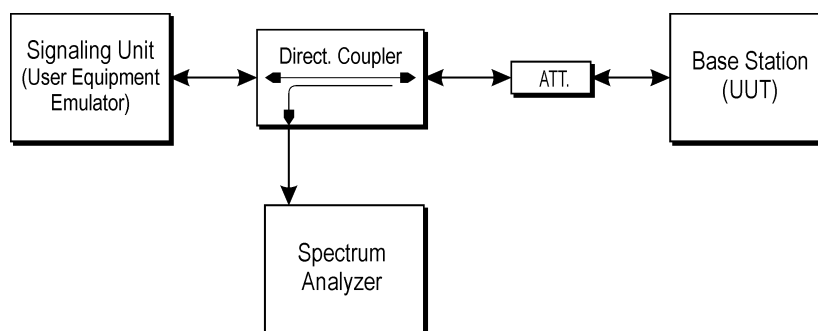 Signaling Unit
(User Equipment
Emulator)
Direct. Coupler
ATT.
Base Station
(UUT)
Spectrum
Analyzer